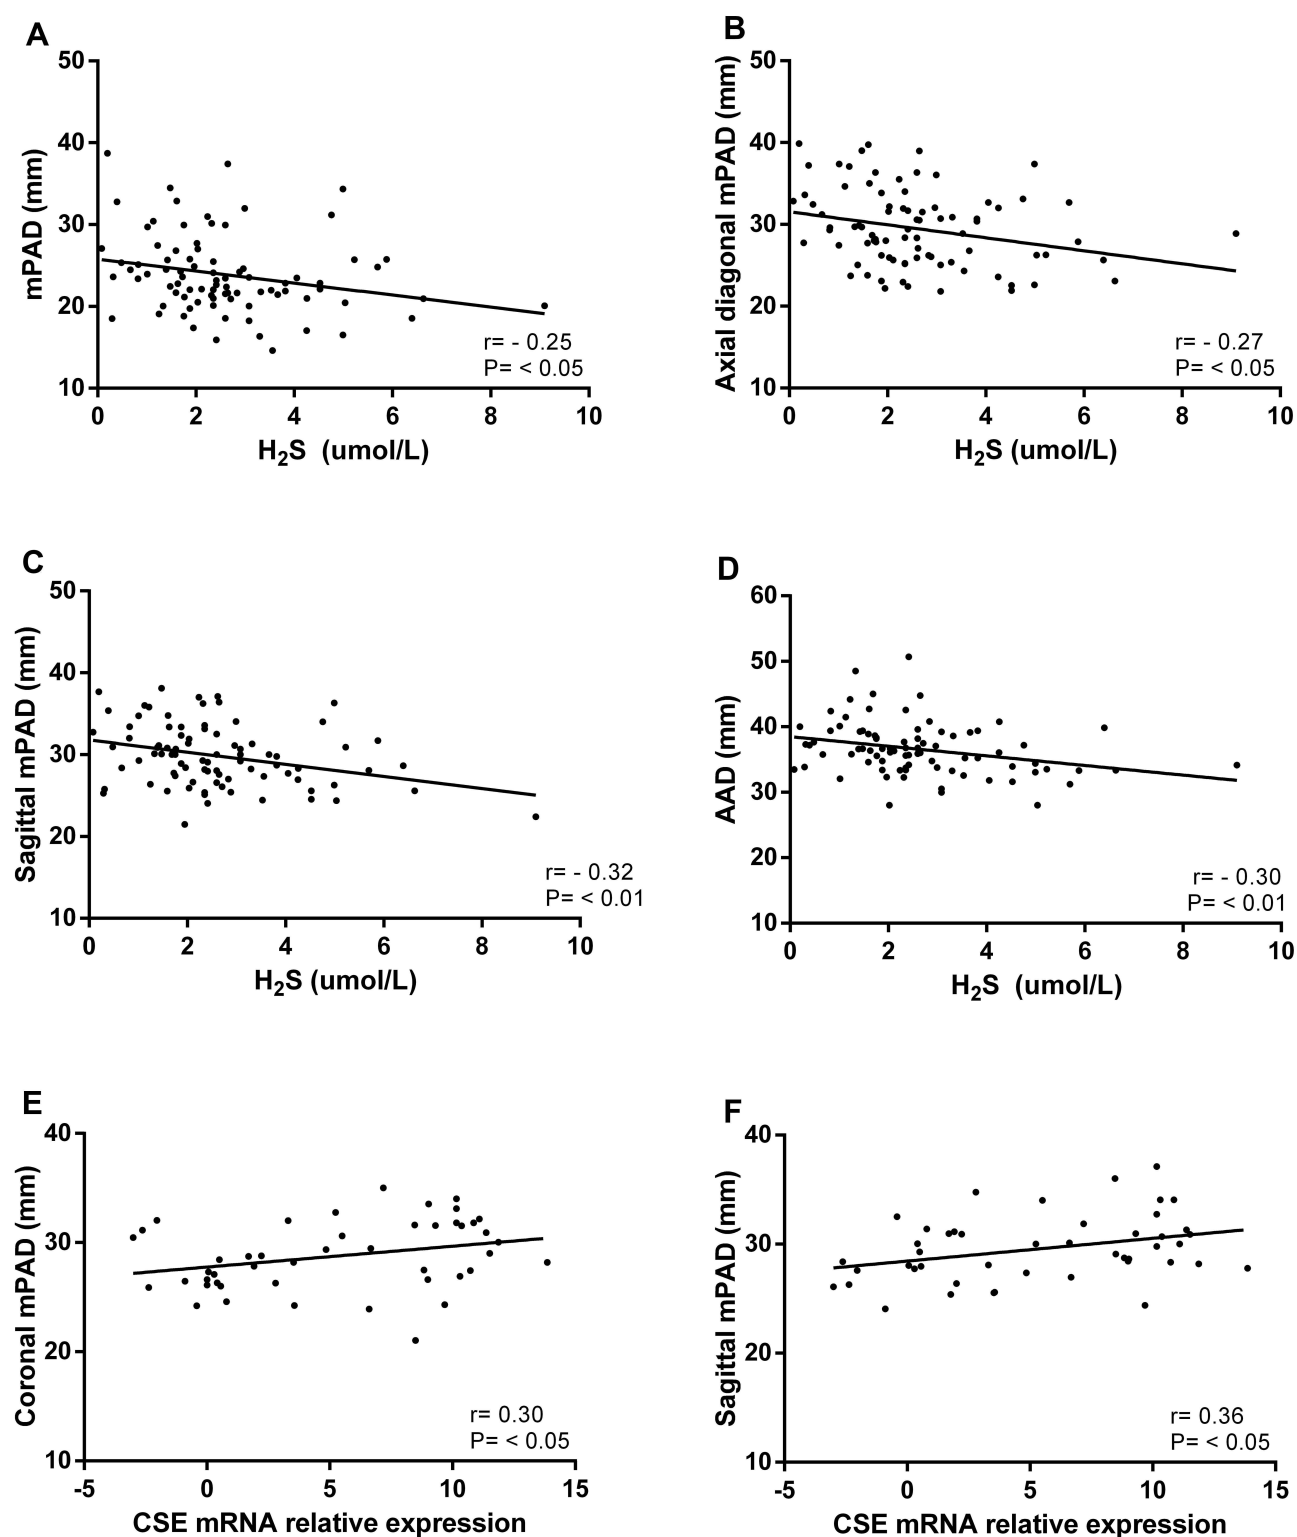 A
mPAD (mm)
50
40
30
20
10
0 2 4 6 8 10
H2S (umol/L)
r= - 0.25
P= < 0.05
B
Axial diagonal mPAD (mm)
50
40
30
20
10
0 2 4 6 8 10
H2S (umol/L)
r= - 0.27
P= < 0.05
C
Sagittal mPAD (mm)
50
40
30
20
10
0 2 4 6 8 10
H2S (umol/L)
r= - 0.32
P= < 0.01
D
AAD (mm)
60
50
40
30
20
10
0 2 4 6 8 10
H2S (umol/L)
r= - 0.30
P= < 0.01
E
Coronal mPAD (mm)
40
30
20
10
-5 0 5 10 15
CSE mRNA relative expression
r= 0.30
P= < 0.05
F
Sagittal mPAD (mm)
40
30
20
10
-5 0 5 10 15
CSE mRNA relative expression
r= 0.36
P= < 0.05